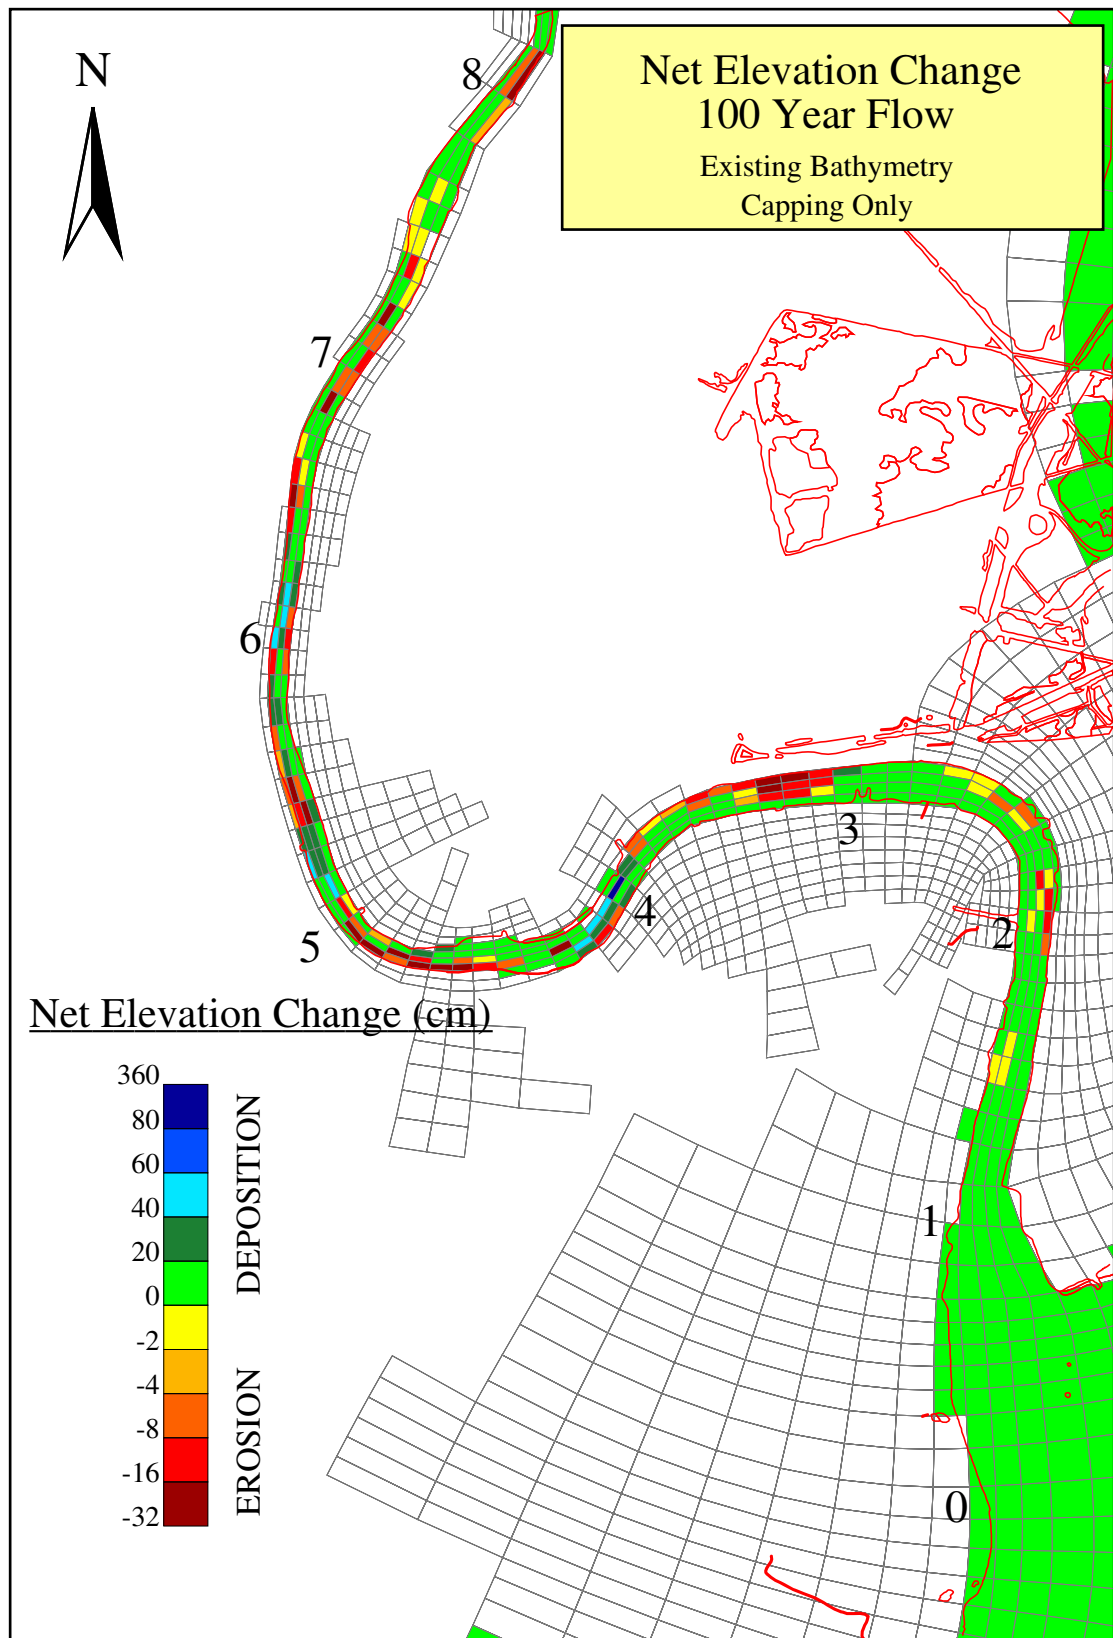 N
8
Net Elevation Change
100 Year Flow
Existing Bathymetry
Capping Only
7
6
3
4
2
5
Net Elevation Change (cm)
360
80
60
40
20
0
-2
-4
-8
-16
-32
DEPOSITION
EROSION
1
0